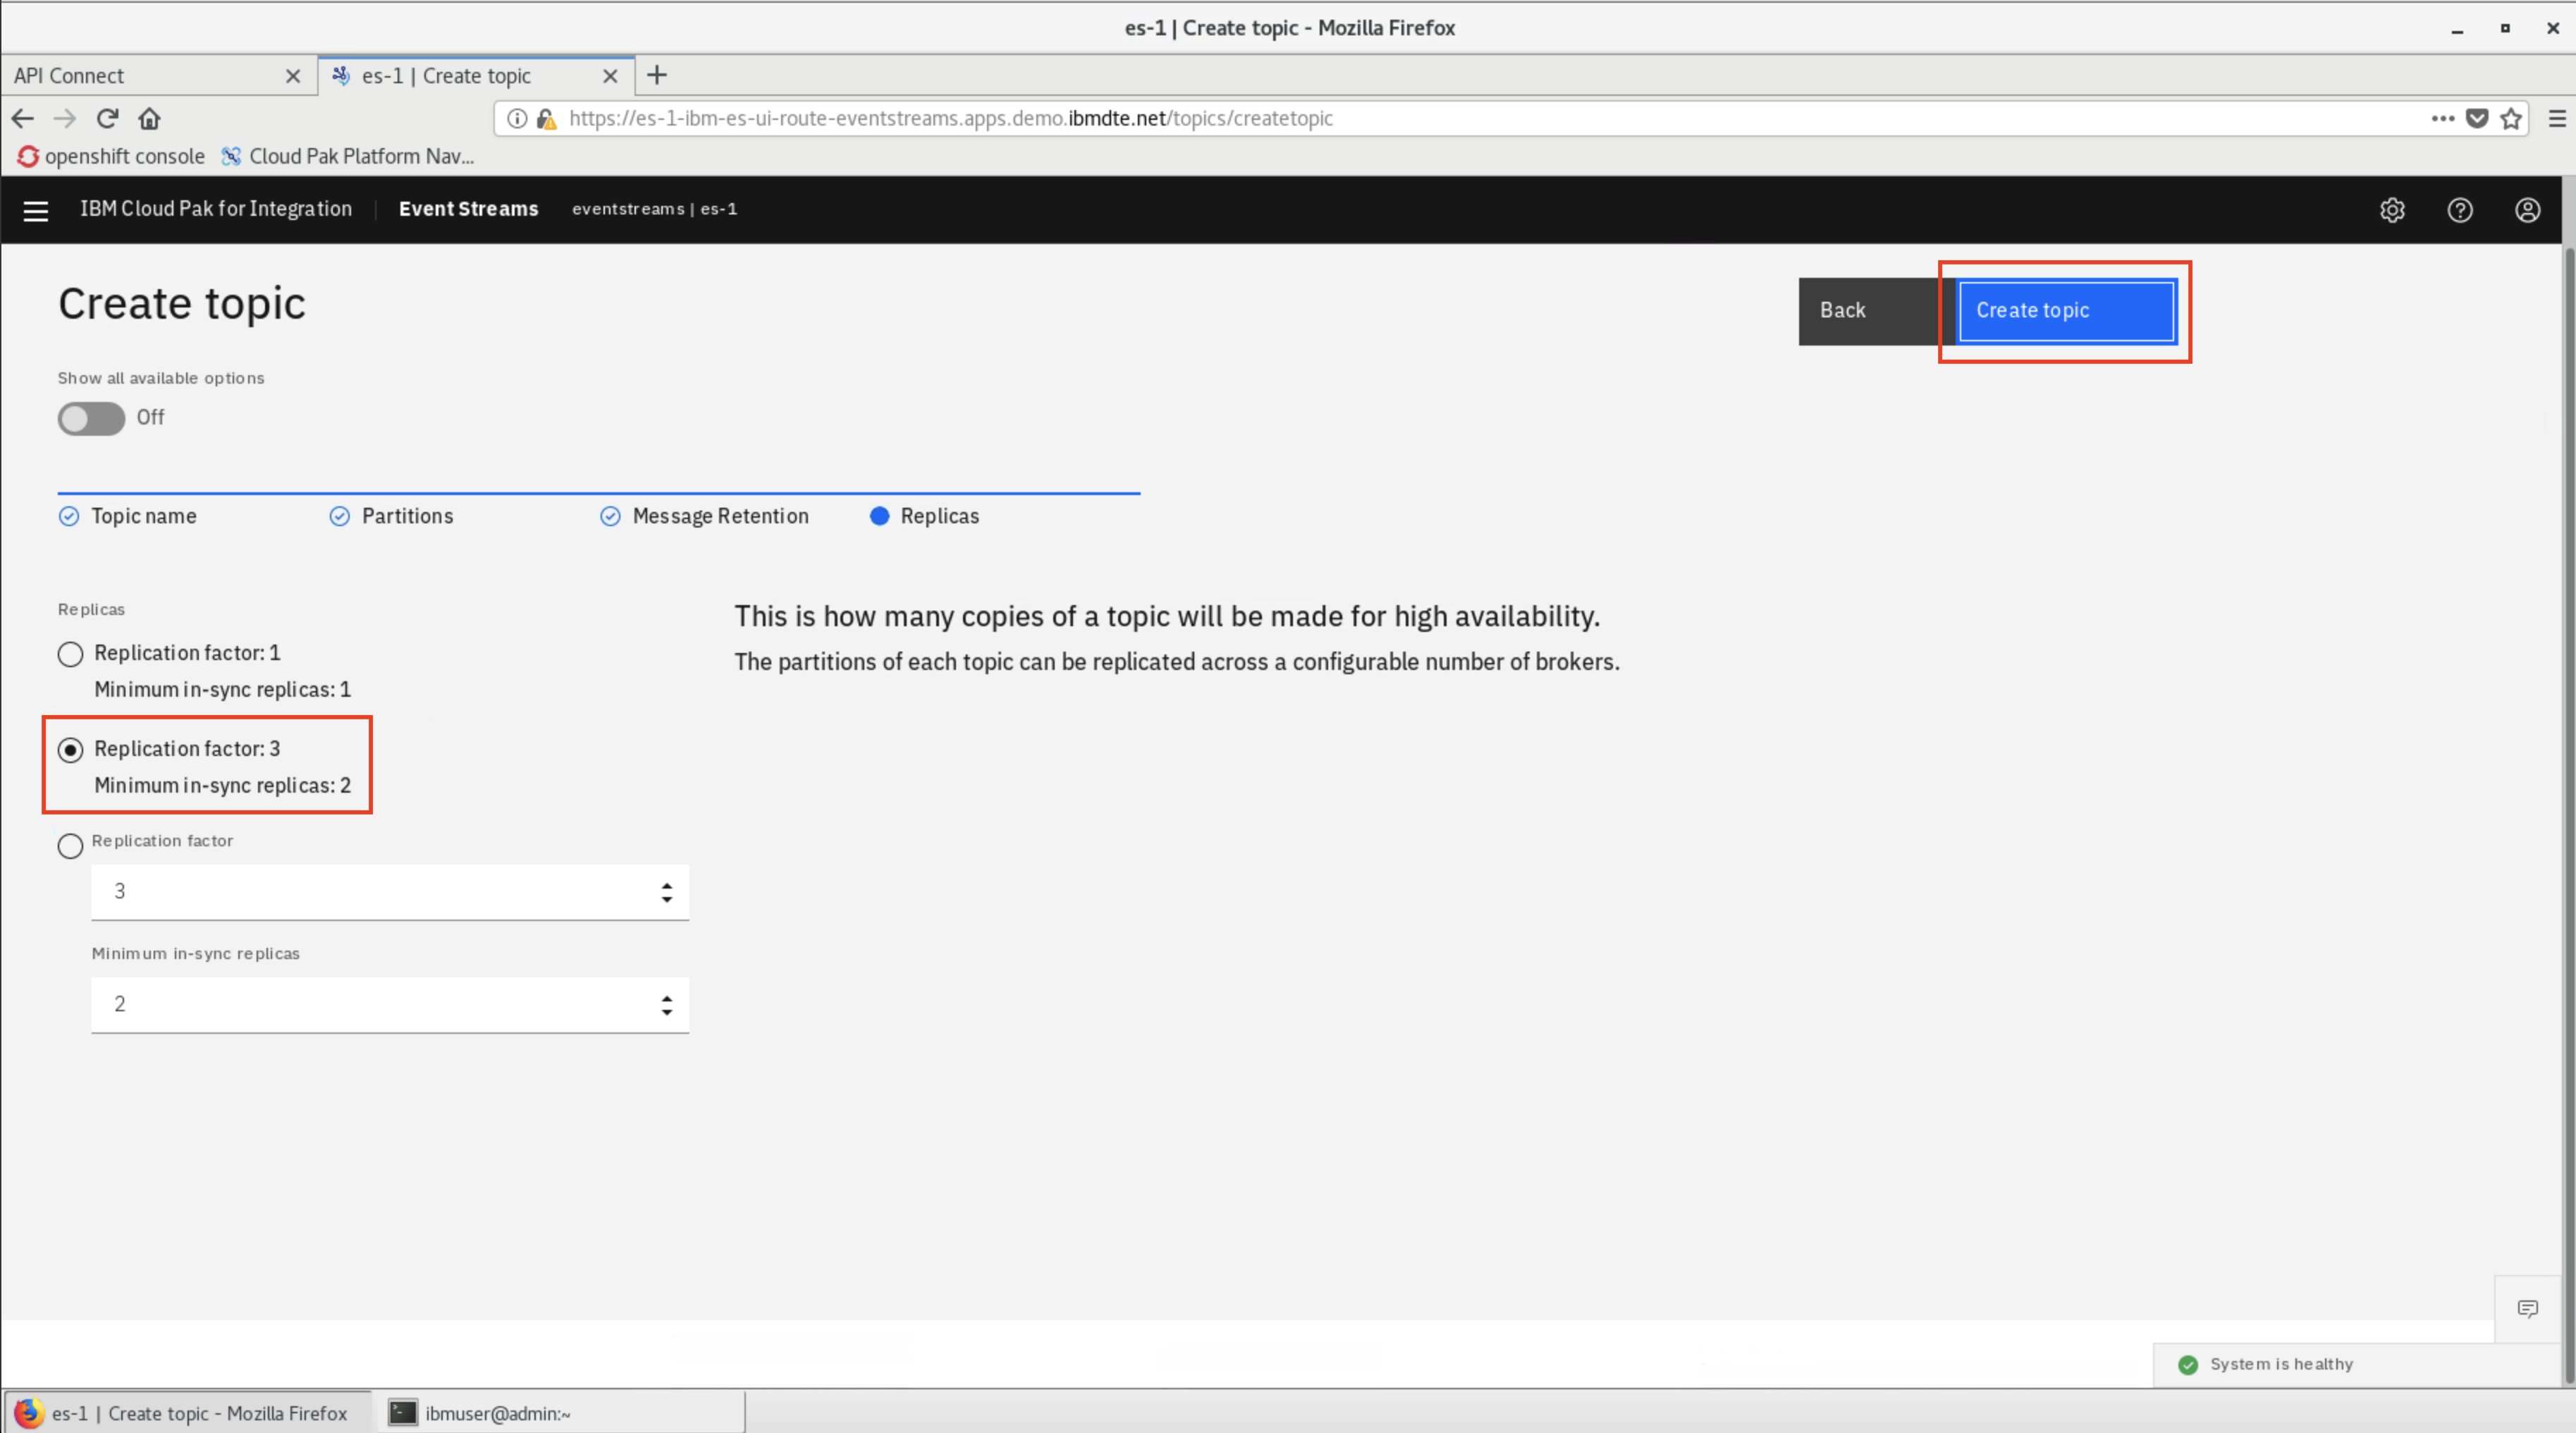 es-1 | Create topic - Mozilla Firefox
API Connect
es-1 | Create topic
https://es-1-ibm-es-ui-route-eventstreams.apps.demo.ibmdte.net/topics/createtopic
openshift console
Cloud Pak Platform Nav...
IBM Cloud Pak for Integration
Event Streams
eventstreams | es-1
Create topic
Back
Create topic
Show all available options
Off
Topic name
Partitions
Message Retention
Replicas
Replicas
Replication factor: 1
Minimum in-sync replicas: 1
Replication factor: 3
Minimum in-sync replicas: 2
Replication factor
3
Minimum in-sync replicas
2
This is how many copies of a topic will be made for high availability.
The partitions of each topic can be replicated across a configurable number of brokers.
System is healthy
es-1 | Create topic - Mozilla Firefox
ibmuser@admin:~